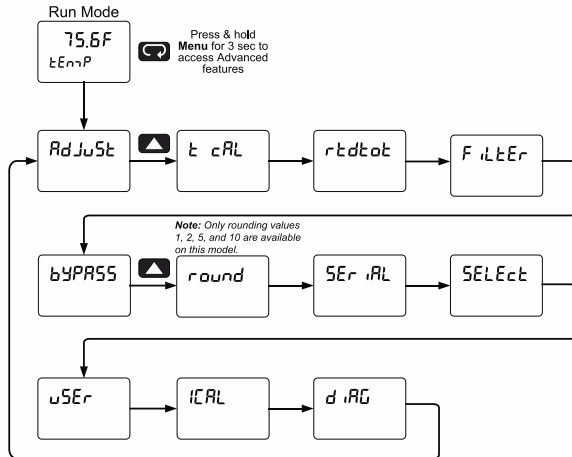 Run Mode
75.6F
tEmP
Press & hold
Menu for 3 sec to
access Advanced
features
AdJuSt
t cAL
rtdtot
FiLtEr
Note: Only rounding values
1, 2, 5, and 10 are available
on this model.
bYPASS
round
SEriAL
SELEct
uSEr
ICAL
diAG